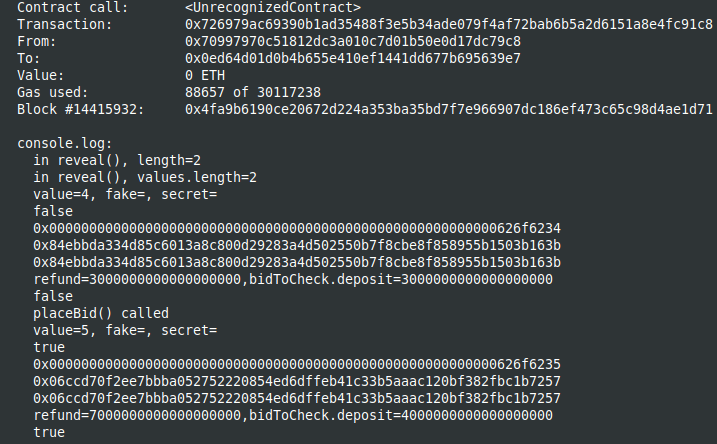 Contract call: <UnrecognizedContract>
Transaction: 0x726979ac69390b1ad35488f3e5b34ade079f4af72bab6b5a2d6151a8e4fc91c8
From: 0x70997970c51812dc3a010c7d01b50e0d17dc79c8
To: 0x0ed64d01d0b4b655e410ef1441dd677b695639e7
Value: 0 ETH
Gas used: 88657 of 30117238
Block #14415932: 0x4fa9b6190ce20672d224a353ba35bd7f7e966907dc186ef473c65c98d4ae1d71
console.log:
in reveal(), length=2
in reveal(), values.length=2
value=4, fake=, secret=
false
0x00000000000000000000000000000000000000000000000000000000626f6234
0x84ebbda334d85c6013a8c800d29283a4d502550b7f8cbe8f858955b1503b163b
0x84ebbda334d85c6013a8c800d29283a4d502550b7f8cbe8f858955b1503b163b
refund=3000000000000000000,bidToCheck.deposit=3000000000000000000
false
placeBid() called
value=5, fake=, secret=
true
0x00000000000000000000000000000000000000000000000000000000626f6235
0x06ccd70f2ee7bbba052752220854ed6dffeb41c33b5aaac120bf382fbc1b7257
0x06ccd70f2ee7bbba052752220854ed6dffeb41c33b5aaac120bf382fbc1b7257
refund=7000000000000000000,bidToCheck.deposit=4000000000000000000
true